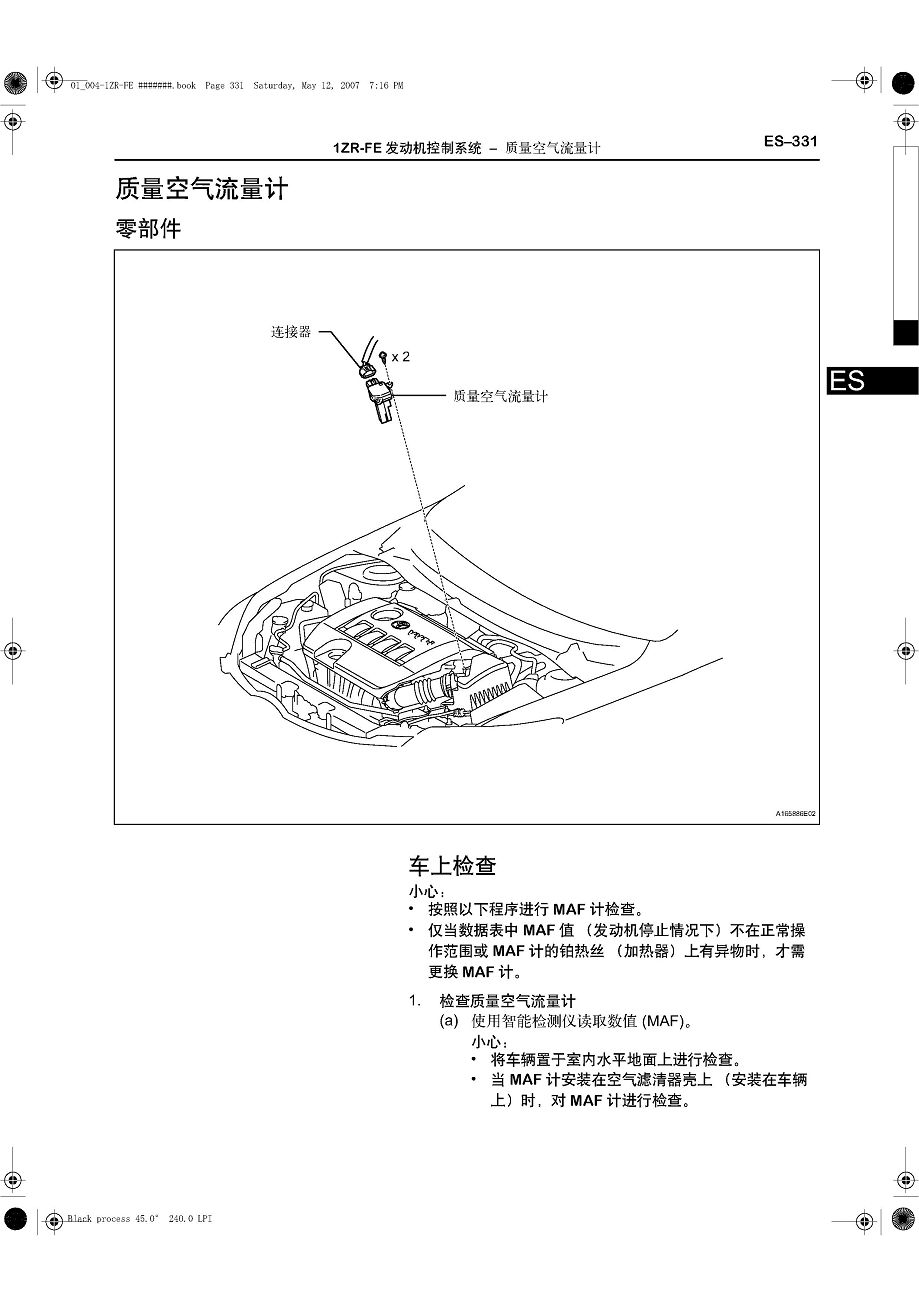 01_004-1ZR-FE #######.book Page 331 Saturday, May 12, 2007 7:16 PM
1ZR-FE 发动机控制系统 – 质量空气流量计
ES–331
质量空气流量计
零部件
连接器
x 2
质量空气流量计
ES
A165886E02
车上检查
小心：
• 按照以下程序进行 MAF 计检查。
• 仅当数据表中 MAF 值 （发动机停止情况下）不在正常操
作范围或 MAF 计的铂热丝 （加热器）上有异物时，才需
更换 MAF 计。
1. 检查质量空气流量计
(a) 使用智能检测仪读取数值 (MAF)。
小心：
• 将车辆置于室内水平地面上进行检查。
• 当 MAF 计安装在空气滤清器壳上 （安装在车辆
上）时，对 MAF 计进行检查。
Black process 45.0° 240.0 LPI